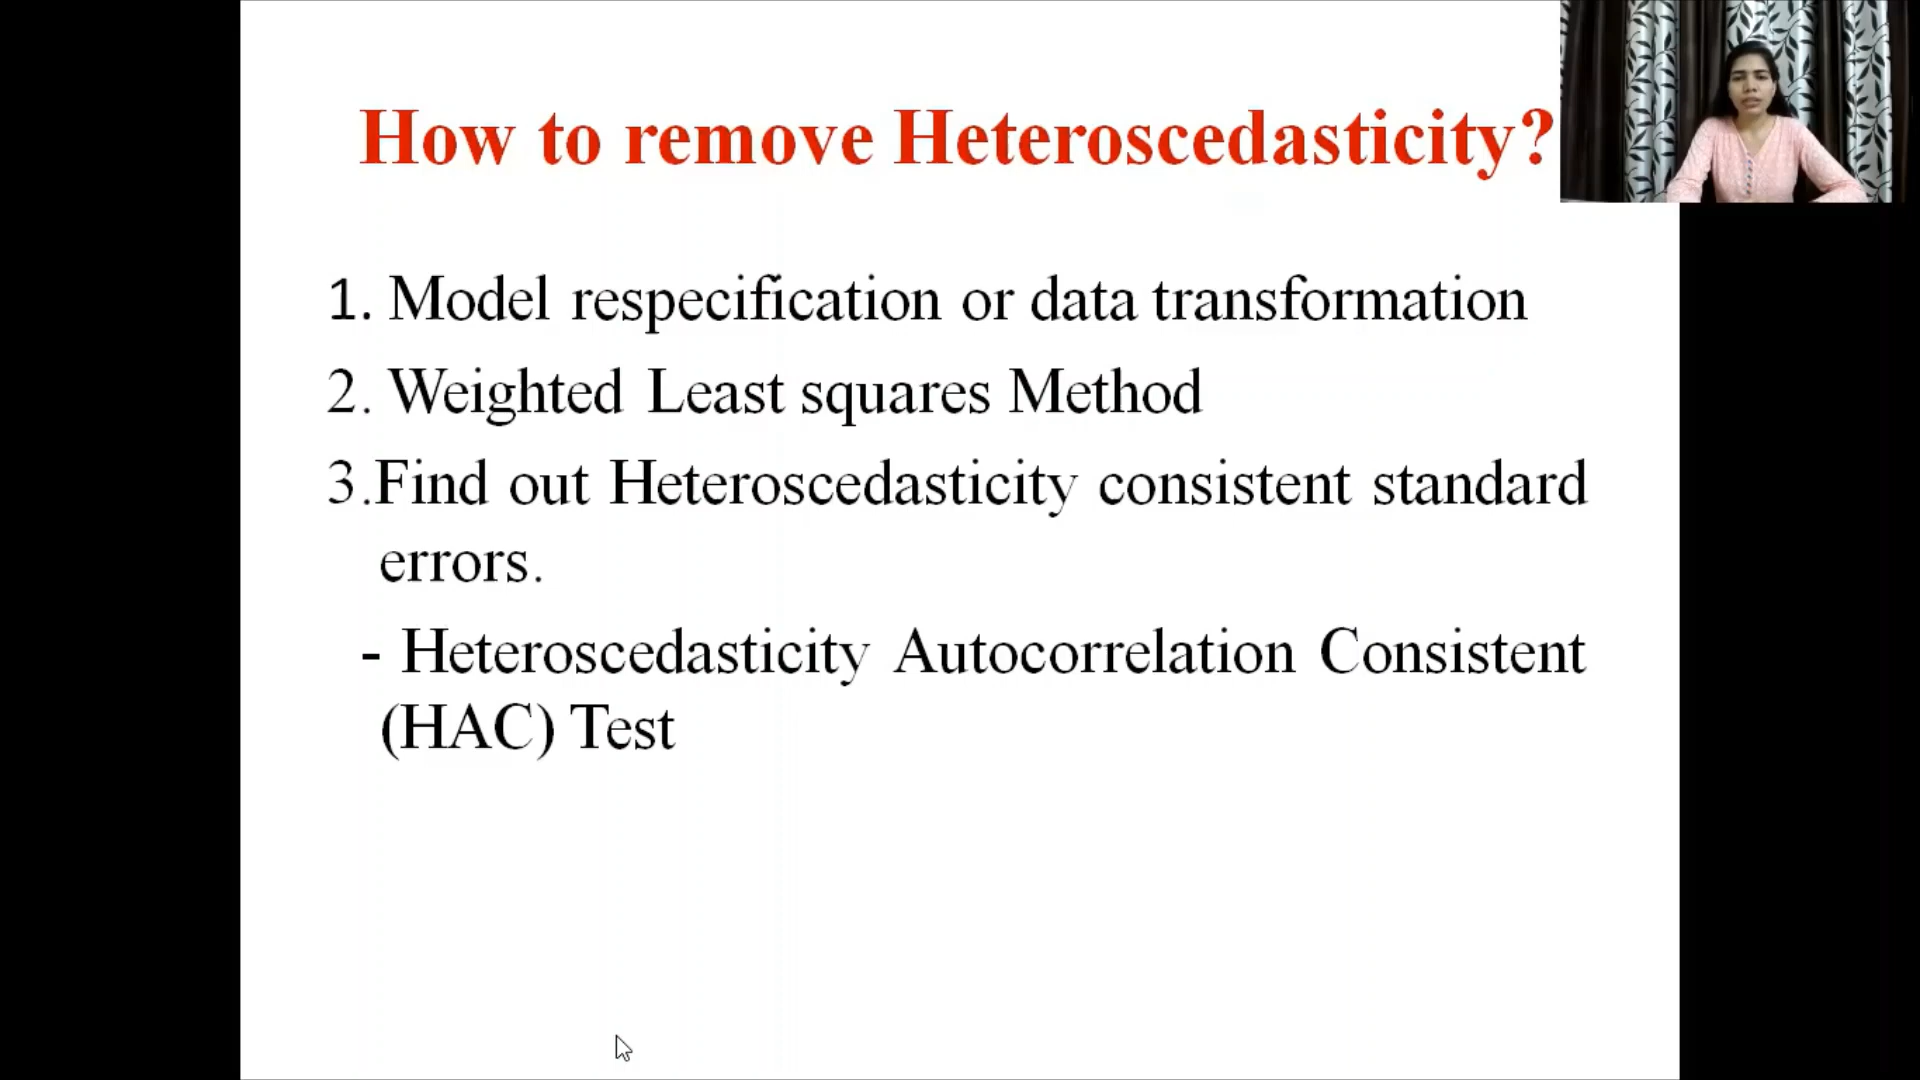 How to remove Heteroscedasticity?
1. Model respecification or data transformation
2. Weighted Least squares Method
3.Find out Heteroscedasticity consistent standard
errors.
- Heteroscedasticity Autocorrelation Consistent
(HAC) Test